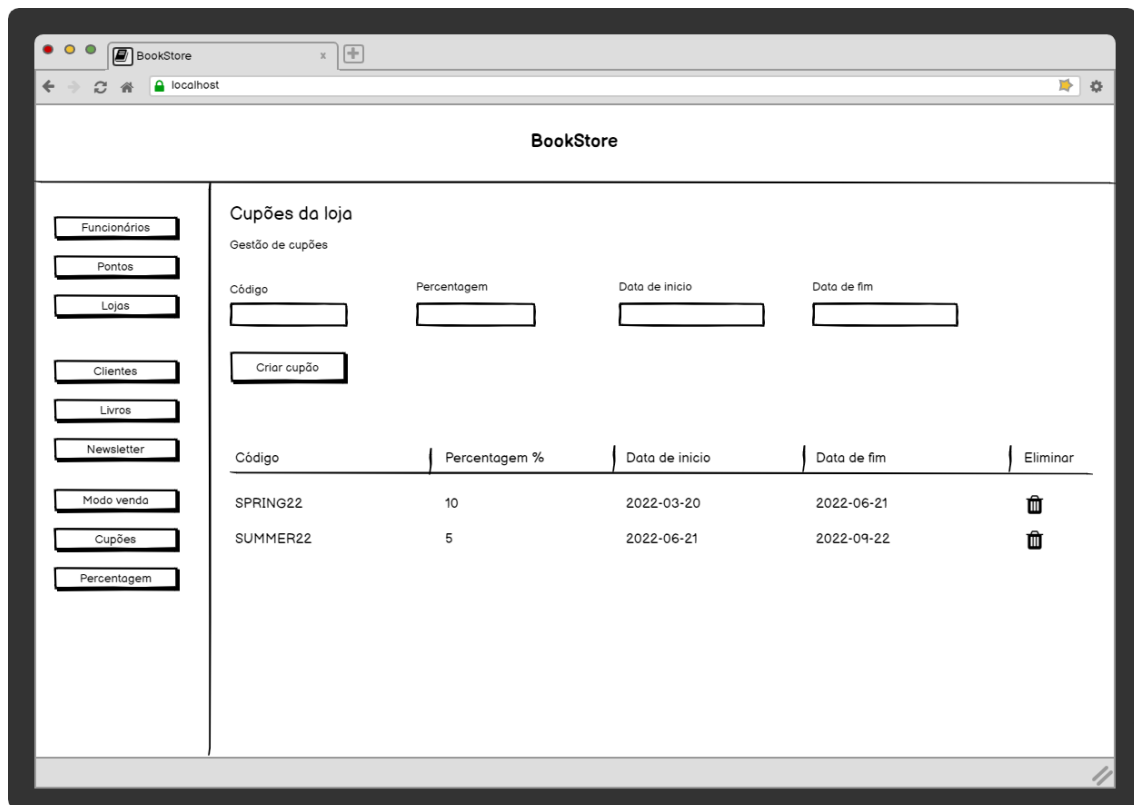 BookStore
x
localhost
BookStore
Funcionários
Pontos
Lojas
Clientes
Livros
Newsletter
Modo venda
Cupões
Percentagem
Cupões da loja
Gestão de cupões
Código Percentagem Data de inicio Data de fim
Criar cupão
Código Percentagem % Data de inicio Data de fim Eliminar
SPRING22 10 2022-03-20 2022-06-21
SUMMER22 5 2022-06-21 2022-09-22